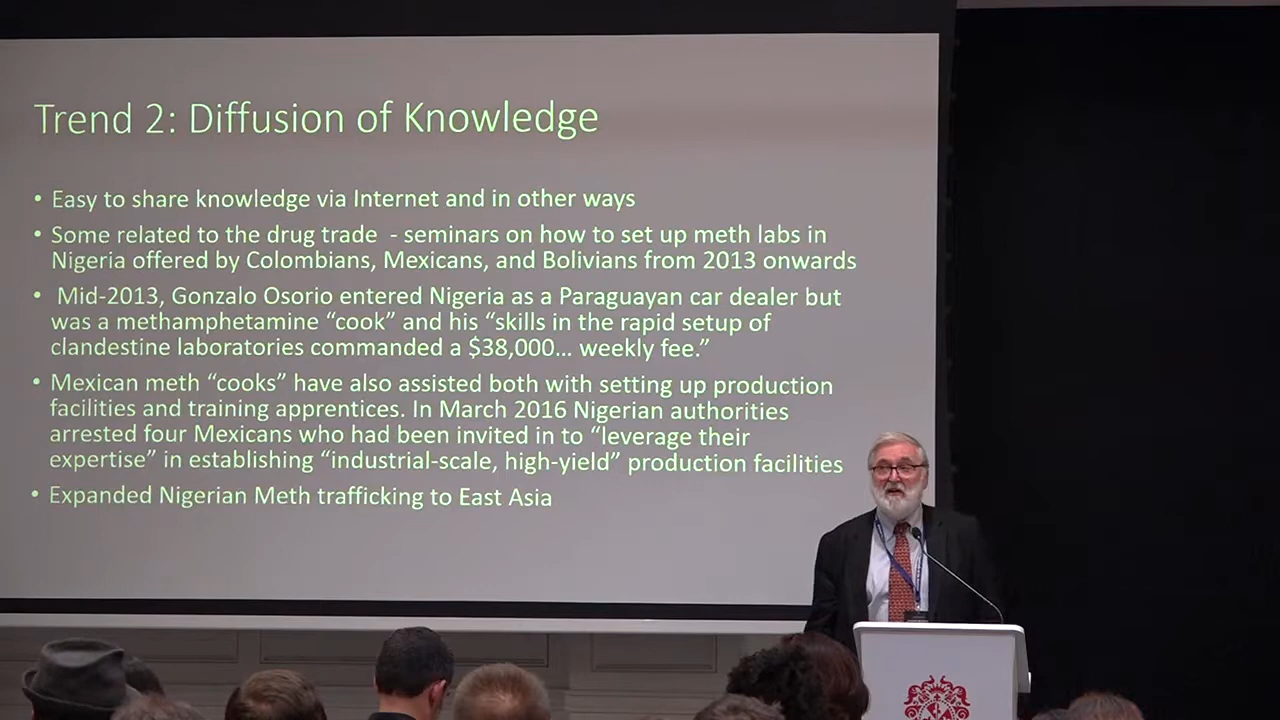 Trend 2: Diffusion of Knowledge
• Easy to share knowledge via Internet and in other ways
• Some related to the drug trade  - seminars on how to set up meth labs in
Nigeria offered by Colombians, Mexicans, and Bolivians from 2013 onwards
•  Mid-2013, Gonzalo Osorio entered Nigeria as a Paraguayan car dealer but
was a methamphetamine “cook” and his “skills in the rapid setup of
clandestine laboratories commanded a $38,000… weekly fee.”
• Mexican meth “cooks” have also assisted both with setting up production
facilities and training apprentices. In March 2016 Nigerian authorities
arrested four Mexicans who had been invited in to “leverage their
expertise” in establishing “industrial-scale, high-yield” production facilities
• Expanded Nigerian Meth trafficking to East Asia